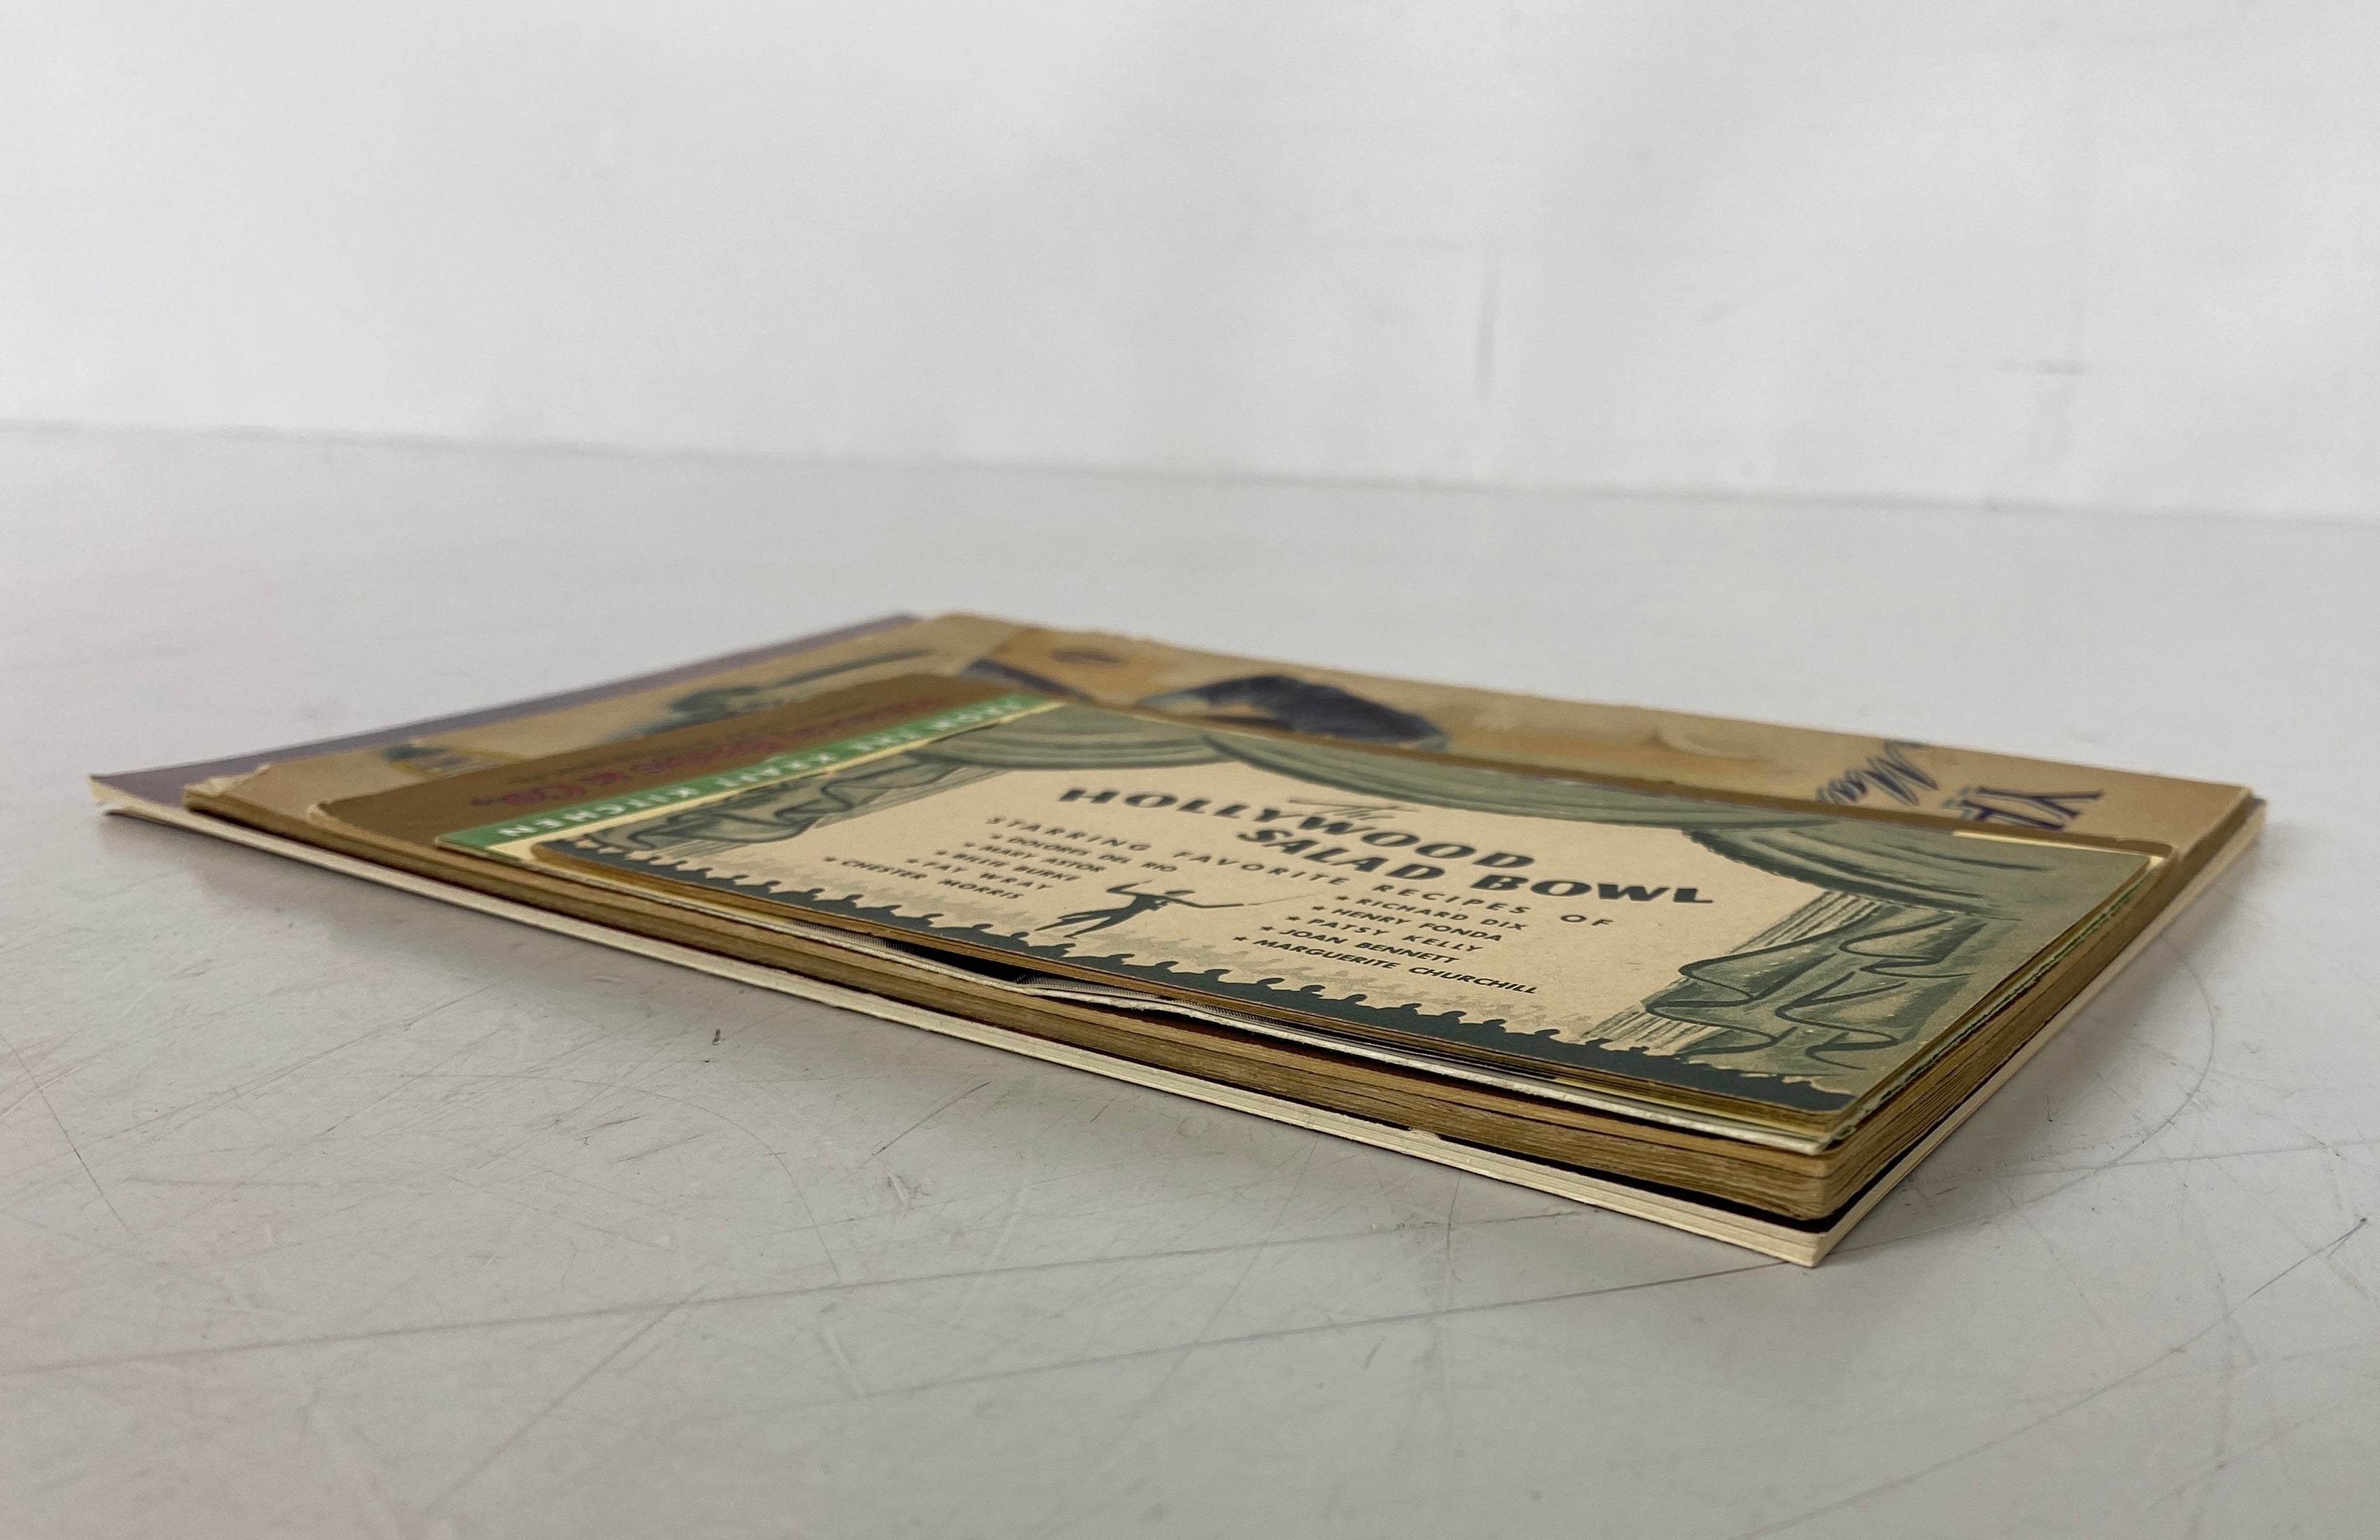 The
HOLLYWOOD
SALAD BOWL
STARRING FAVORITE RECIPES OF
★ DOLORES DEL RIO
★ MARY ASTOR
★ BILLIE BURKE
★ FAY WRAY
★ CHESTER MORRIS
★ RICHARD DIX
★ HENRY FONDA
★ PATSY KELLY
★ JOAN BENNETT
★ MARGUERITE CHURCHILL
FROM THE KRAFT KITCHEN